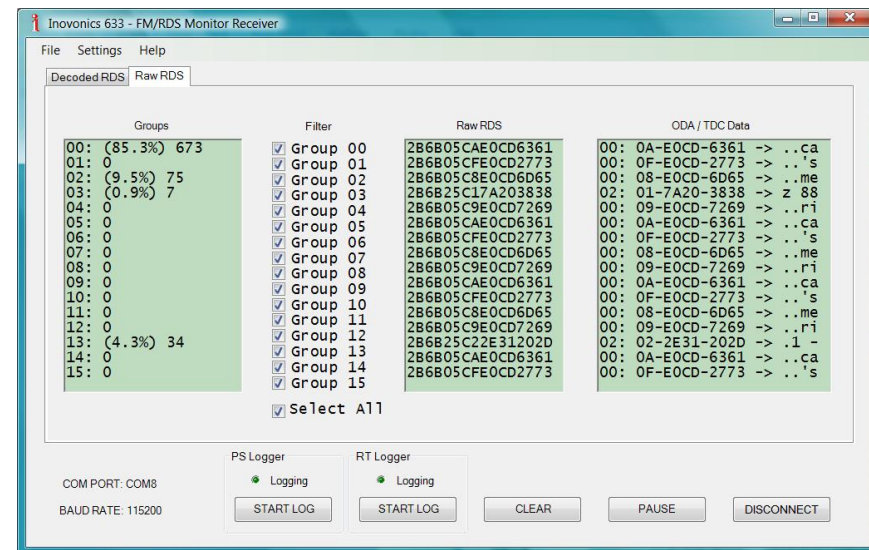 Inovonics 633 - FM/RDS Monitor Receiver
File Settings Help
Decoded RDS Raw RDS
Groups Filter Raw RDS ODA / TDC Data
00: (85.3%) 673 Group 00 2B6B05CAE0CD6361 00: 0A-E0CD-6361 -> ..ca
01: 0 Group 01 2B6B05CFE0CD2773 00: 0F-E0CD-2773 -> ..'s
02: (9.5%) 75 Group 02 2B6B05C8E0CD6D65 00: 08-E0CD-6D65 -> ..me
03: (0.9%) 7 Group 03 2B6B25C17A203838 02: 01-7A20-3838 -> z 88
04: 0 Group 04 2B6B05C9E0CD7269 00: 09-E0CD-7269 -> ..ri
05: 0 Group 05 2B6B05CAE0CD6361 00: 0A-E0CD-6361 -> ..ca
06: 0 Group 06 2B6B05CFE0CD2773 00: 0F-E0CD-2773 -> ..'s
07: 0 Group 07 2B6B05C8E0CD6D65 00: 08-E0CD-6D65 -> ..me
08: 0 Group 08 2B6B05C9E0CD7269 00: 09-E0CD-7269 -> ..ri
09: 0 Group 09 2B6B05CAE0CD6361 00: 0A-E0CD-6361 -> ..ca
10: 0 Group 10 2B6B05CFE0CD2773 00: 0F-E0CD-2773 -> ..'s
11: 0 Group 11 2B6B05C8E0CD6D65 00: 08-E0CD-6D65 -> ..me
12: 0 Group 12 2B6B05C9E0CD7269 00: 09-E0CD-7269 -> ..ri
13: (4.3%) 34 Group 13 2B6B25C22E31202D 02: 02-2E31-202D -> .1 -
14: 0 Group 14 2B6B05CAE0CD6361 00: 0A-E0CD-6361 -> ..ca
15: 0 Group 15 2B6B05CFE0CD2773 00: 0F-E0CD-2773 -> ..'s
Select All
PS Logger RT Logger
COM PORT: COM8 Logging Logging
BAUD RATE: 115200 START LOG START LOG CLEAR PAUSE DISCONNECT